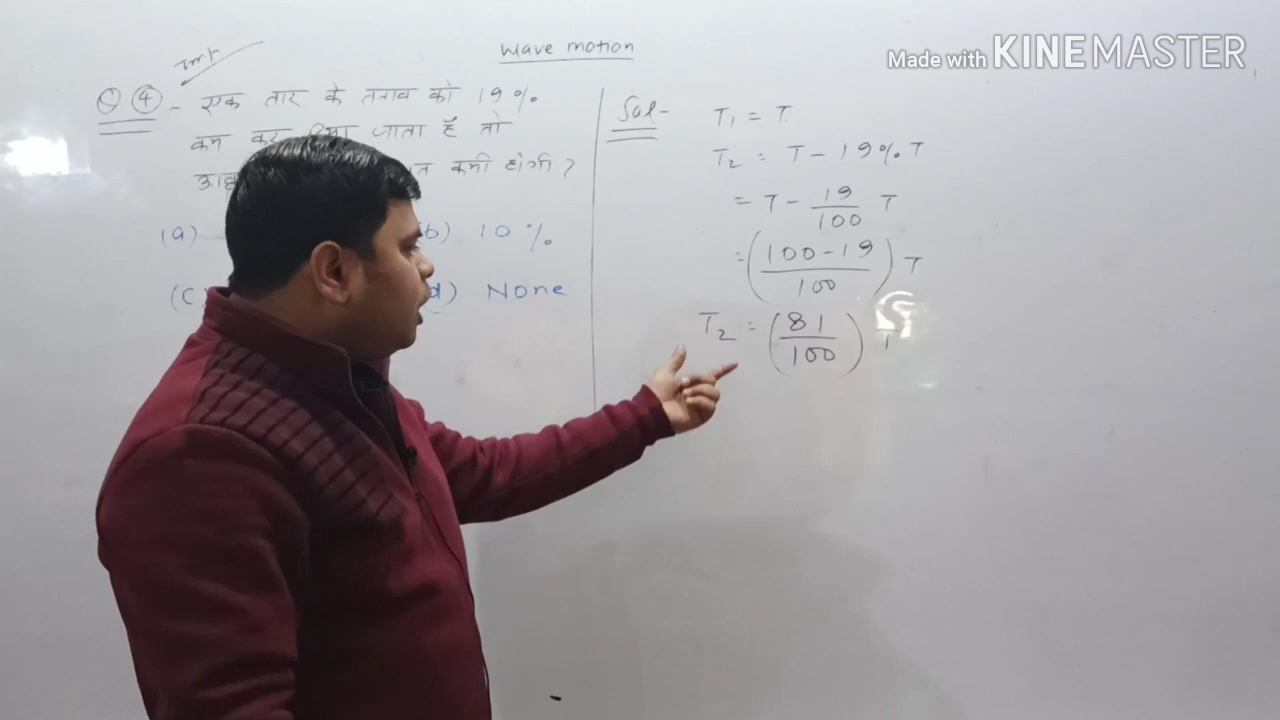 Made with KINEMASTER
Wave motion
Imt
Q ④ - एक तार के तनाव को 19%
कम कर दिया जाता है तो
कमी होगी ?
(a)
b) 10 %
(c)
d) None
Sol-
T₁ = T
T₂ = T - 19% T
= T - 19/100 T
= (100-19/100) T
T₂ = (81/100) T